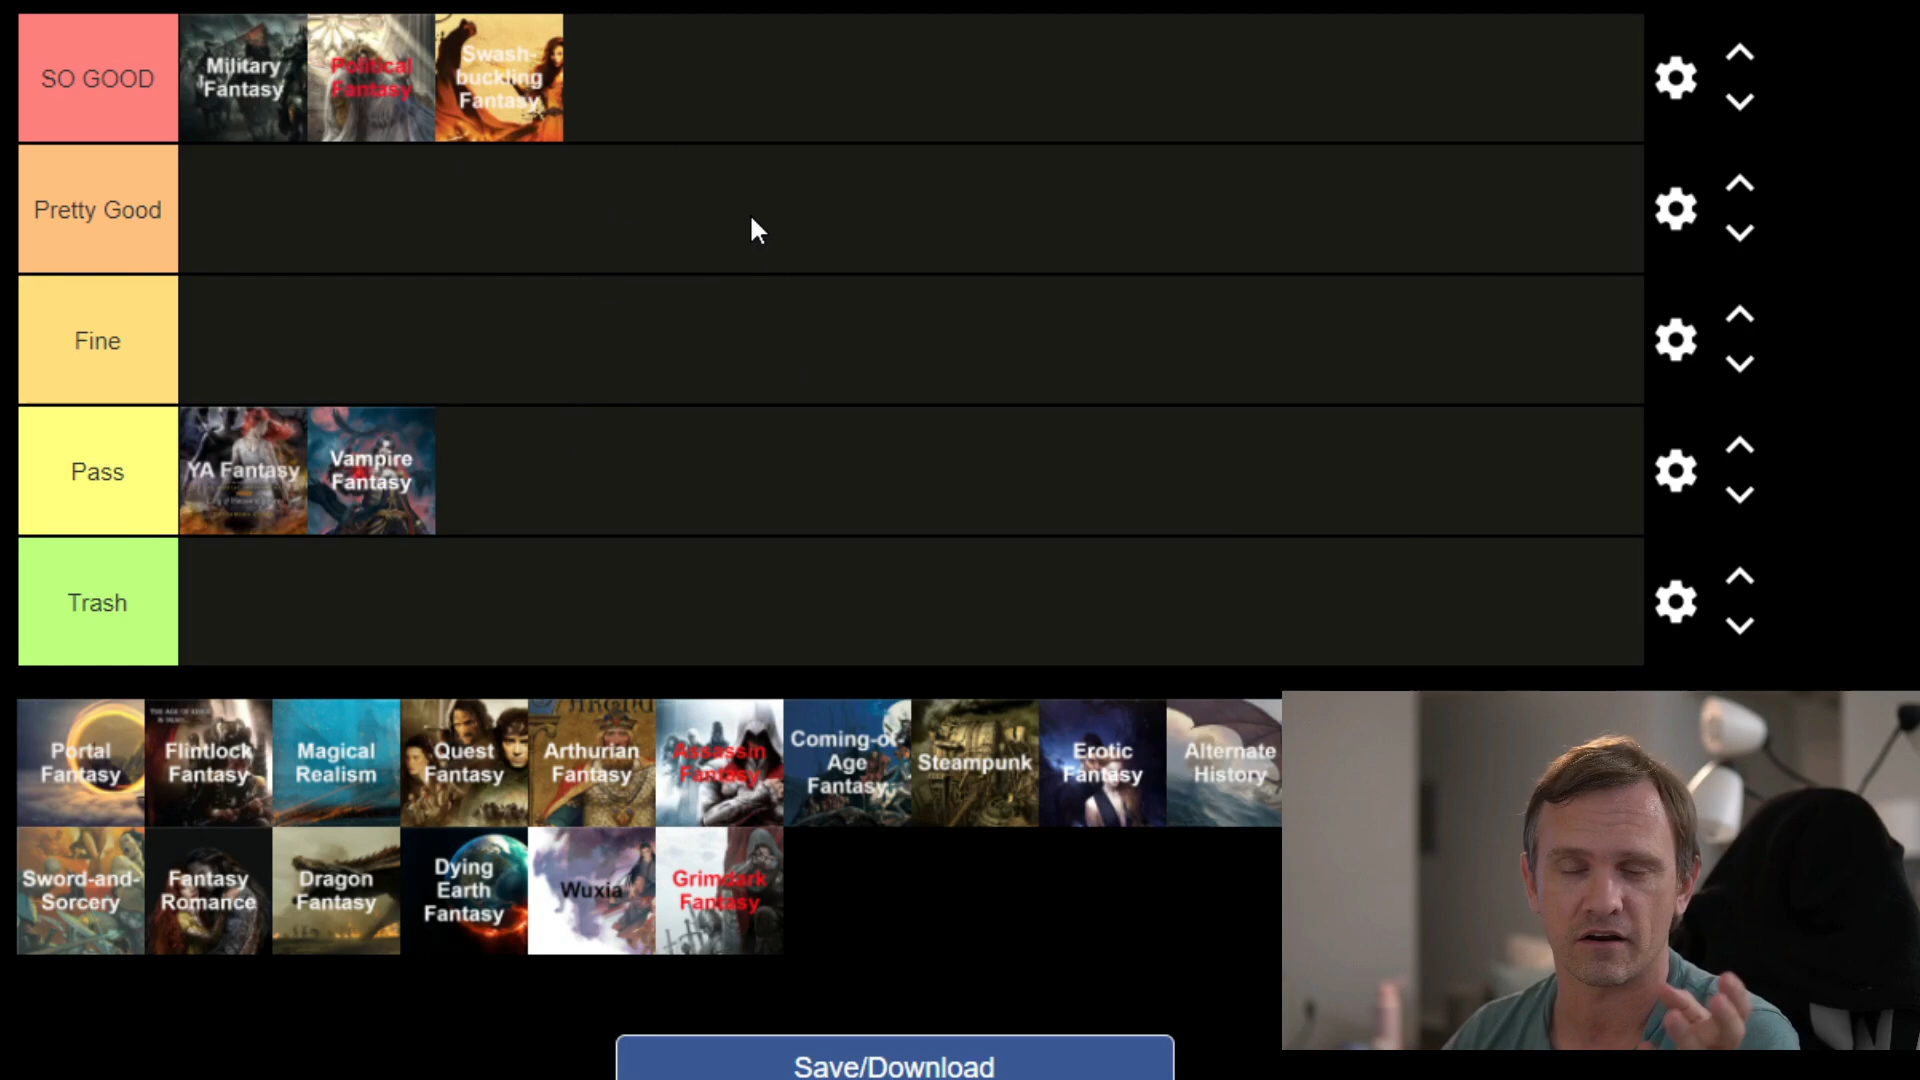 SO GOOD
Military
Fantasy
Political
Fantasy
Swash-
buckling
Fantasy
Pretty Good
Fine
Pass
YA Fantasy
Vampire
Fantasy
Trash
Portal
Fantasy
Flintlock
Fantasy
Magical
Realism
Quest
Fantasy
Arthurian
Fantasy
Assassin
Fantasy
Coming-of-
Age
Fantasy
Steampunk
Erotic
Fantasy
Alternate
History
Sword-and-
Sorcery
Fantasy
Romance
Dragon
Fantasy
Dying
Earth
Fantasy
Wuxia
Grimdark
Fantasy
Save/Download